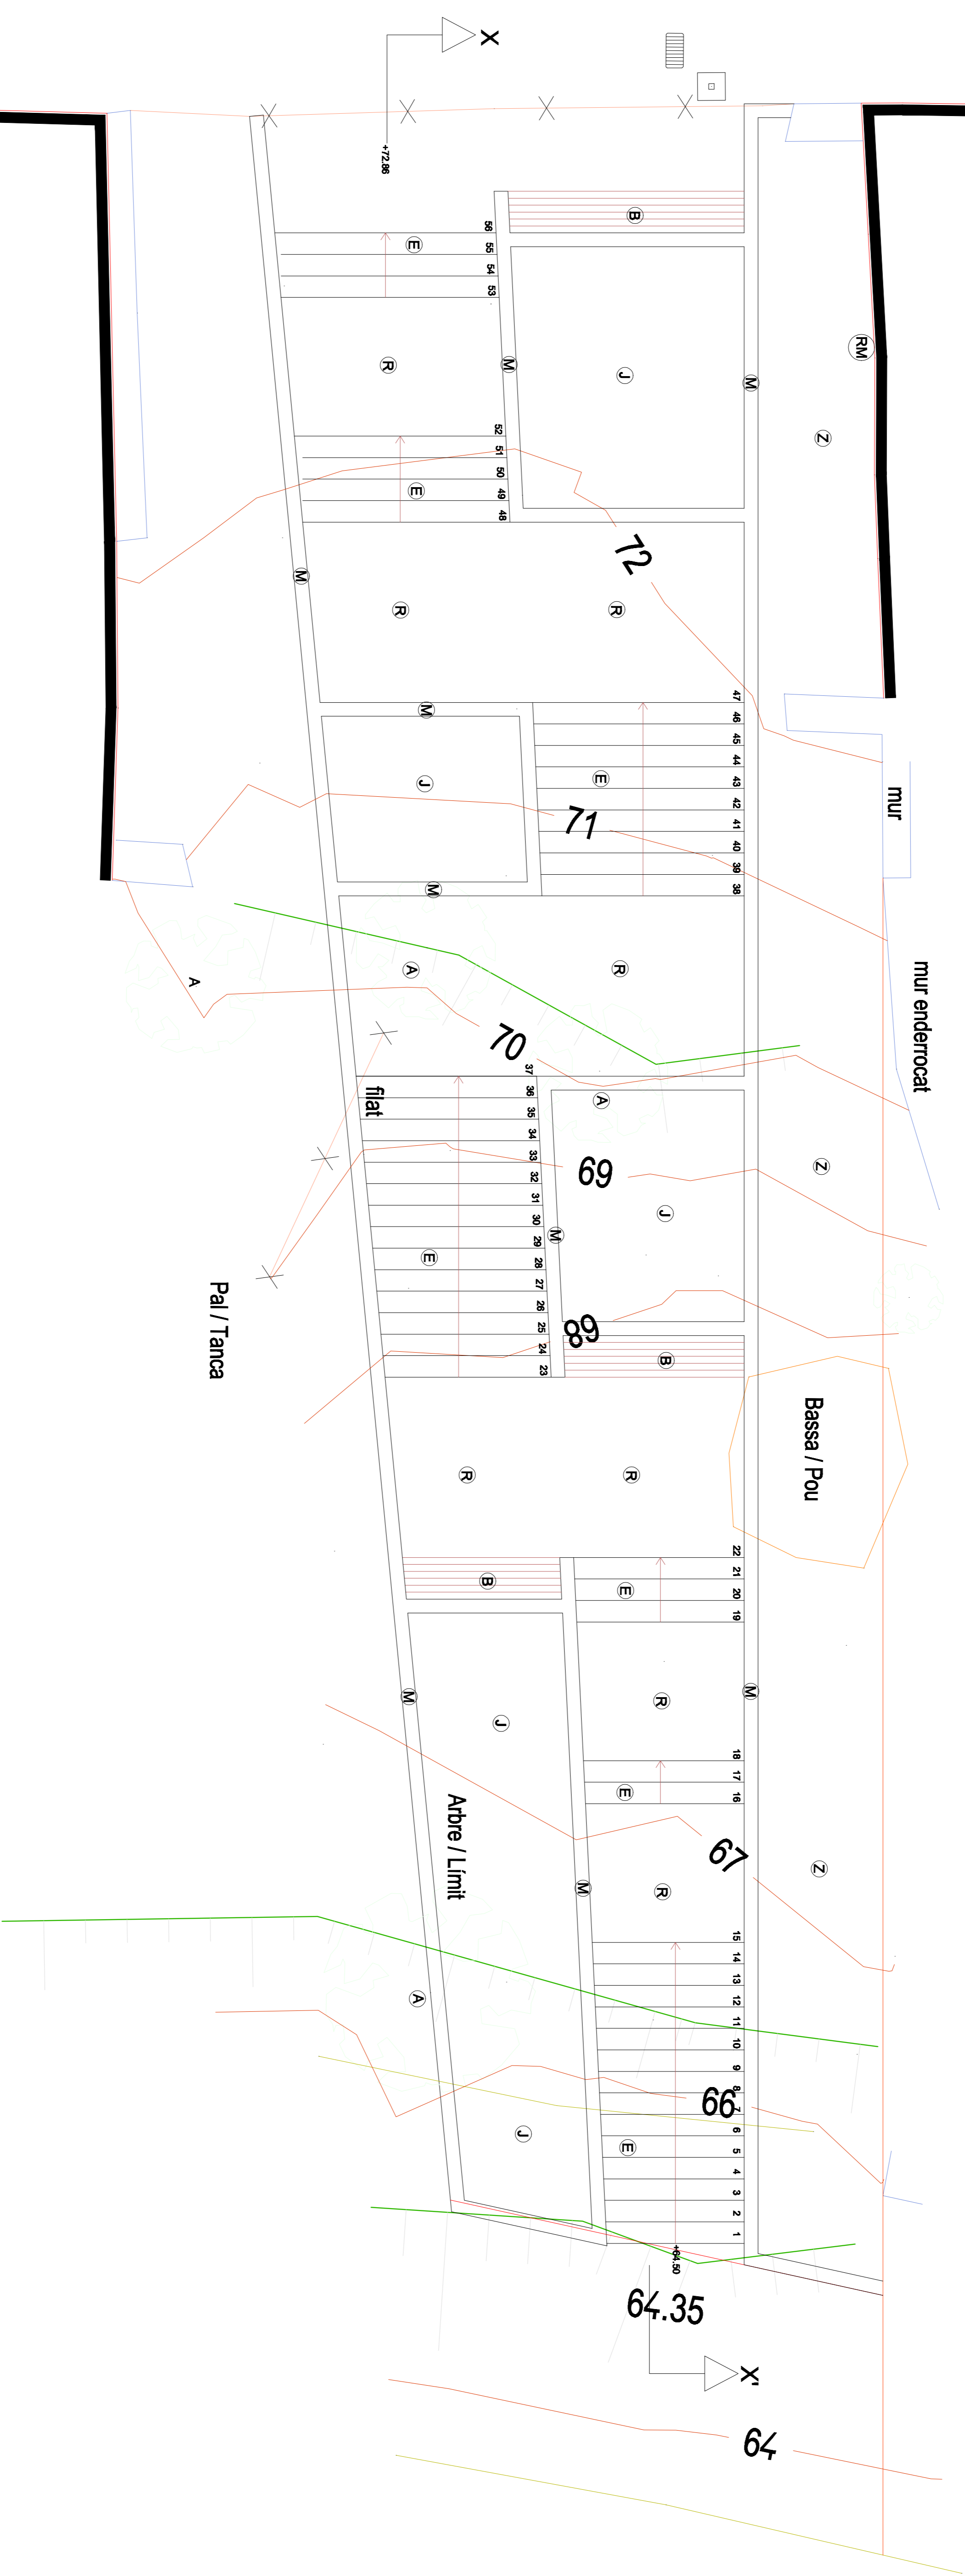 X
+72.86
B
56
55
54
53
E
R
M
J
M
RM
Z
52
51
50
49
48
E
72
M
R
R
47
46
45
44
43
42
41
40
39
38
M
J
E
71
mur
M
A
A
R
70
mur enderrocat
filat
37
36
35
34
33
32
31
30
29
28
27
26
25
24
23
A
69
Z
J
M
E
68
B
Pal / Tanca
Bassa / Pou
R
R
22
21
20
19
B
E
M
J
R
M
18
17
16
E
Arbre / Límit
67
Z
M
R
15
14
13
12
11
10
9
8
7
6
5
4
3
2
1
A
66
J
E
+64.50
64.35
X'
64